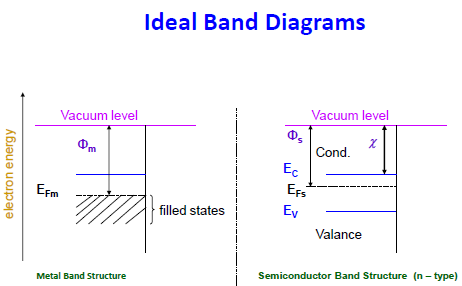 Ideal Band Diagrams
electron energy
Vacuum level
Φm
EFm
filled states
Metal Band Structure
Vacuum level
Φs
Cond.
χ
EC
EFs
EV
Valance
Semiconductor Band Structure (n – type)